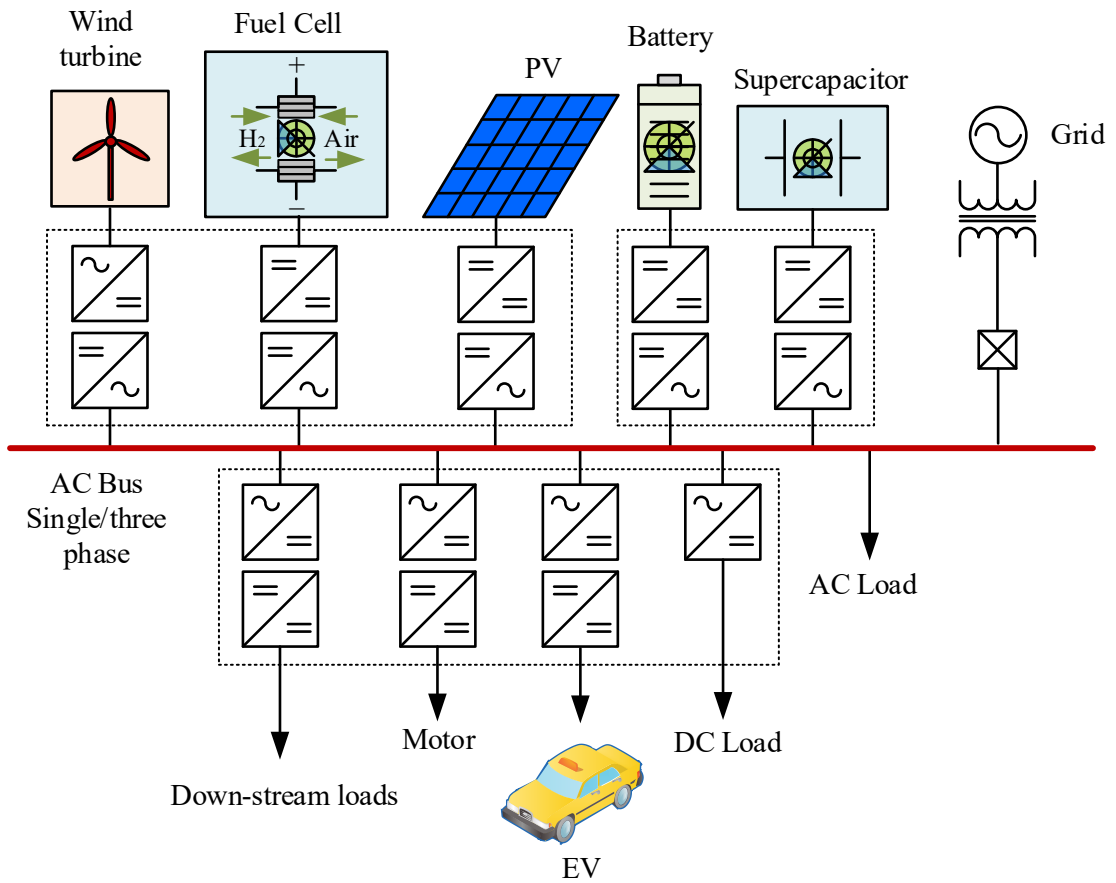 Wind
turbine
Fuel Cell
PV
Battery
Supercapacitor
Grid
+
H₂
Air
−
AC Bus
Single/three
phase
AC Load
Motor
DC Load
Down-stream loads
EV